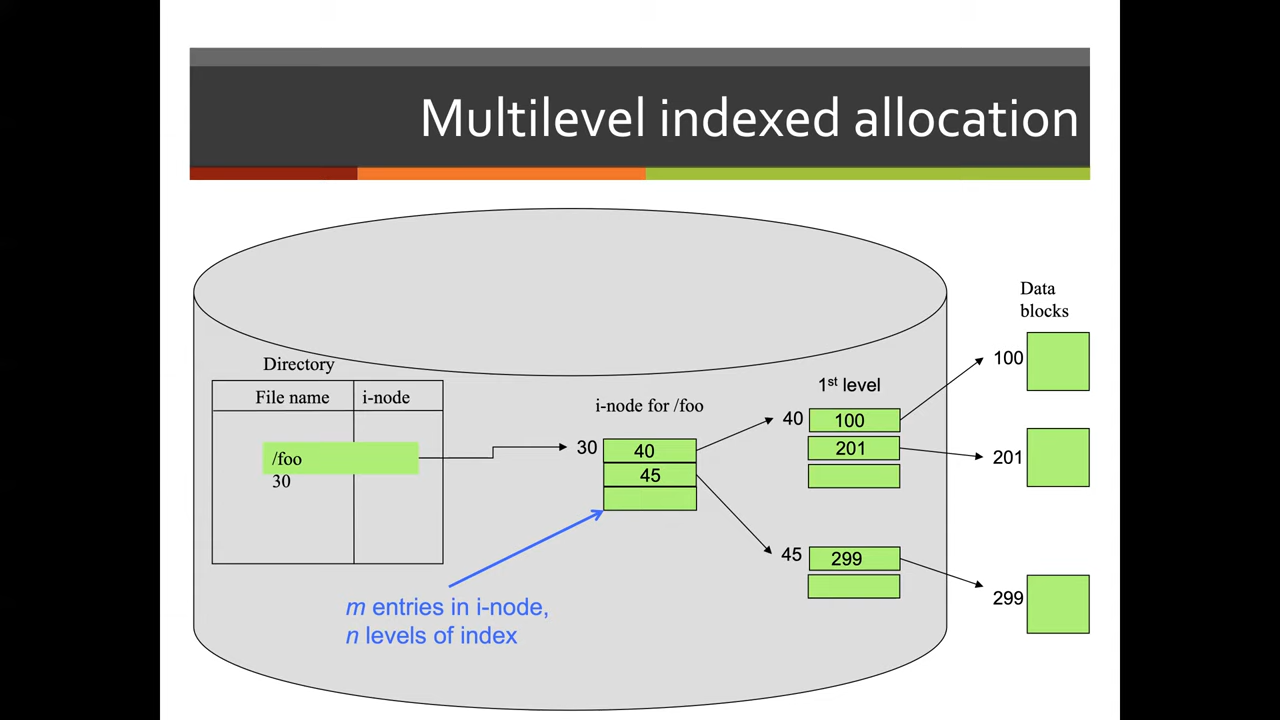 Multilevel indexed allocation
Data
blocks
Directory
File name i-node
/foo
30
i-node for /foo
30 40
45
1st level
40 100
201
45 299
100
201
299
m entries in i-node,
n levels of index